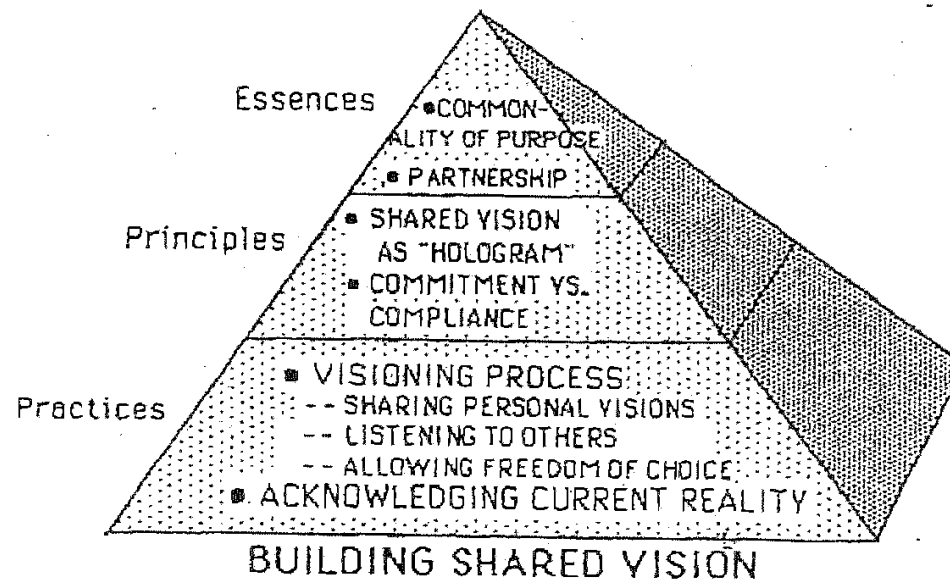 Essences
■ COMMON-
ALITY OF PURPOSE
■ PARTNERSHIP
Principles
■ SHARED VISION
AS "HOLOGRAM"
■ COMMITMENT VS.
COMPLIANCE
Practices
■ VISIONING PROCESS
-- SHARING PERSONAL VISIONS
-- LISTENING TO OTHERS
-- ALLOWING FREEDOM OF CHOICE
■ ACKNOWLEDGING CURRENT REALITY
BUILDING SHARED VISION